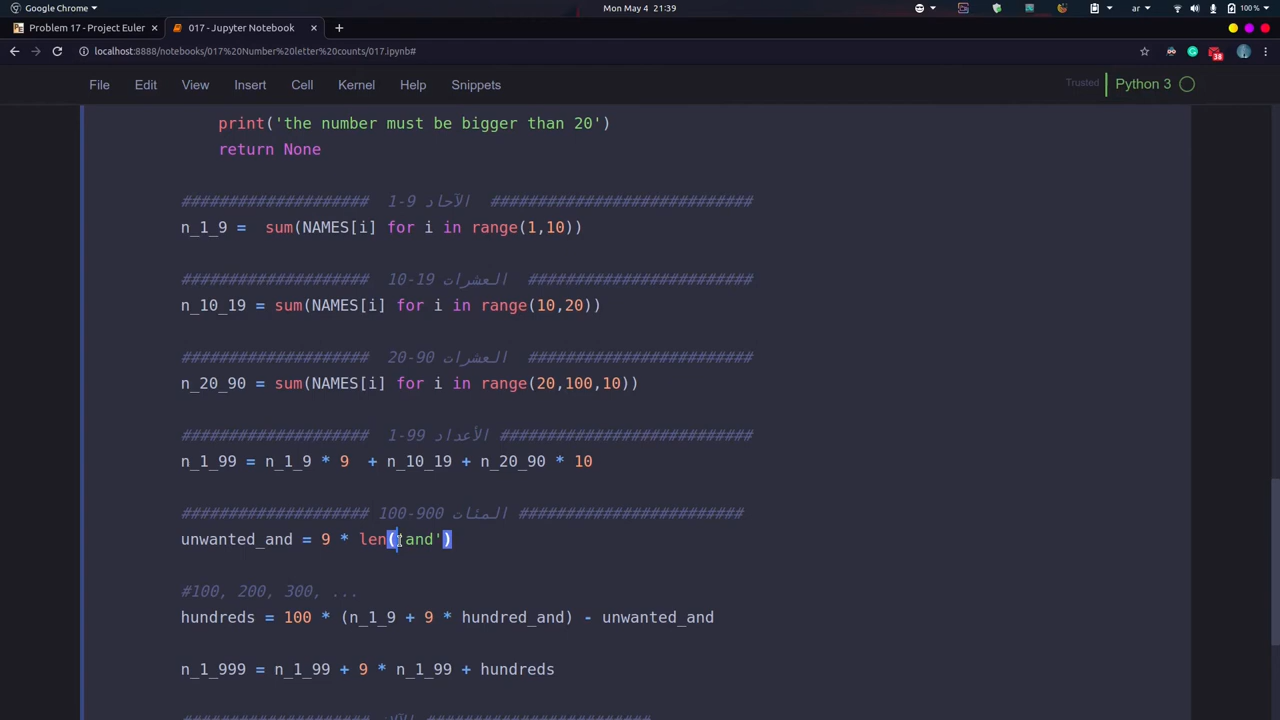 Google Chrome
Mon May 4 21:39
ar
100 %
Problem 17 - Project Euler
017 - Jupyter Notebook
localhost:8888/notebooks/017%20Number%20letter%20counts/017.ipynb#
38
File Edit View Insert Cell Kernel Help Snippets
Trusted
Python 3
print('the number must be bigger than 20')
return None
#################### 1-9 الآحاد ############################
n_1_9 = sum(NAMES[i] for i in range(1,10))
#################### 10-19 العشرات ########################
n_10_19 = sum(NAMES[i] for i in range(10,20))
#################### 20-90 العشرات ########################
n_20_90 = sum(NAMES[i] for i in range(20,100,10))
#################### 1-99 الأعداد ###########################
n_1_99 = n_1_9 * 9 + n_10_19 + n_20_90 * 10
#################### 100-900 المئات ########################
unwanted_and = 9 * len('and')
#100, 200, 300, ...
hundreds = 100 * (n_1_9 + 9 * hundred_and) - unwanted_and
n_1_999 = n_1_99 + 9 * n_1_99 + hundreds